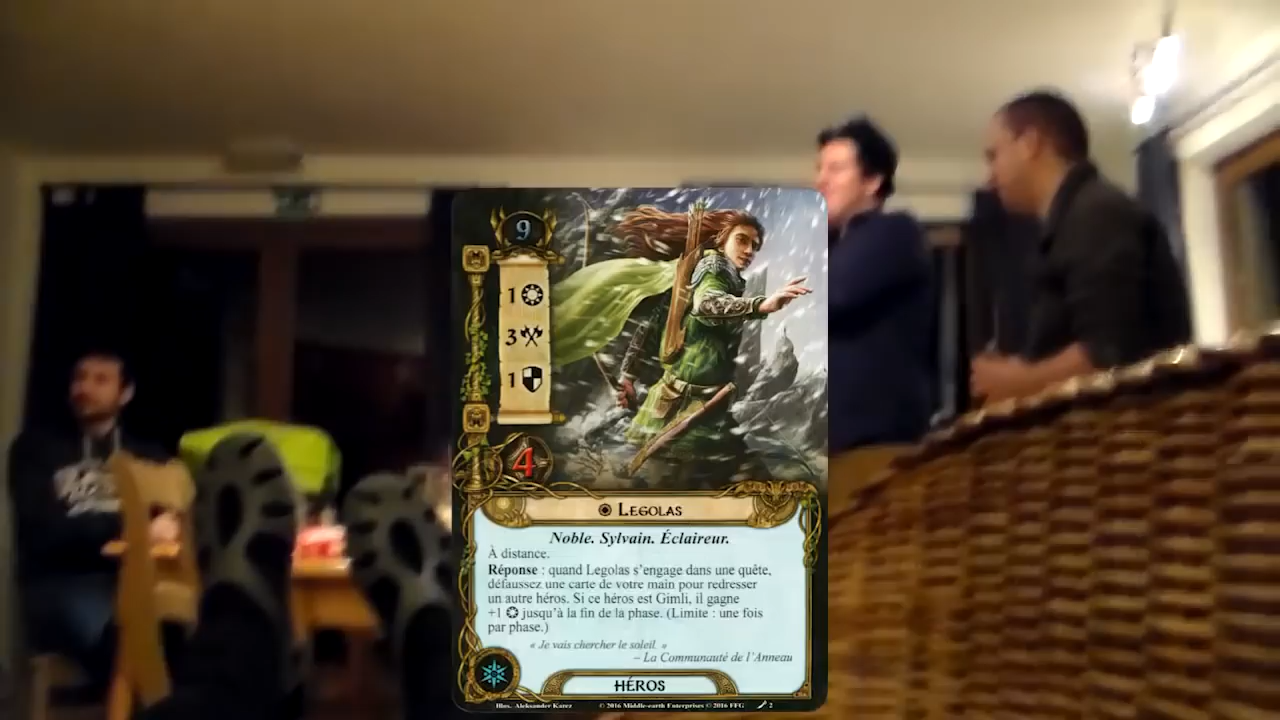 9
1
3
1
4
Legolas
Noble. Sylvain. Éclaireur.
À distance.
Réponse : quand Legolas s'engage dans une quête,
défaussez une carte de votre main pour redresser
un autre héros. Si ce héros est Gimli, il gagne
+1 jusqu'à la fin de la phase. (Limite : une fois
par phase.)
« Je vais chercher le soleil. »
– La Communauté de l'Anneau
HÉROS
Illus. Aleksander Karcz © 2016 Middle-earth Enterprises © 2016 FFG 2